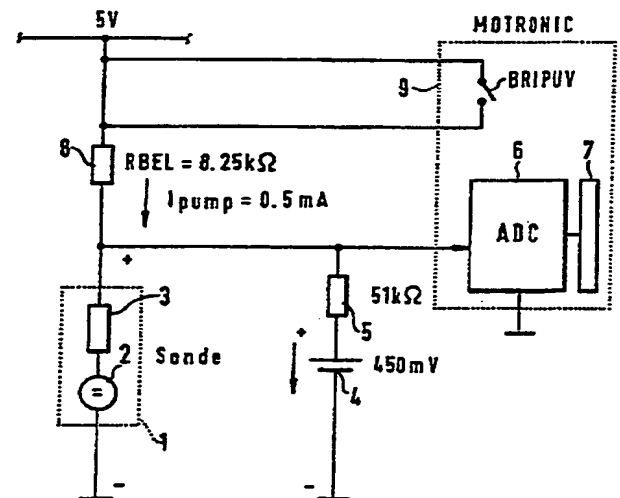 5V
MOTRONIC
9
BRIPUV
8
RBEL = 8.25kΩ
Ipump = 0.5mA
6
7
ADC
+
3
Sonde
2
=
1
-
51kΩ
5
+
450mV
4
-